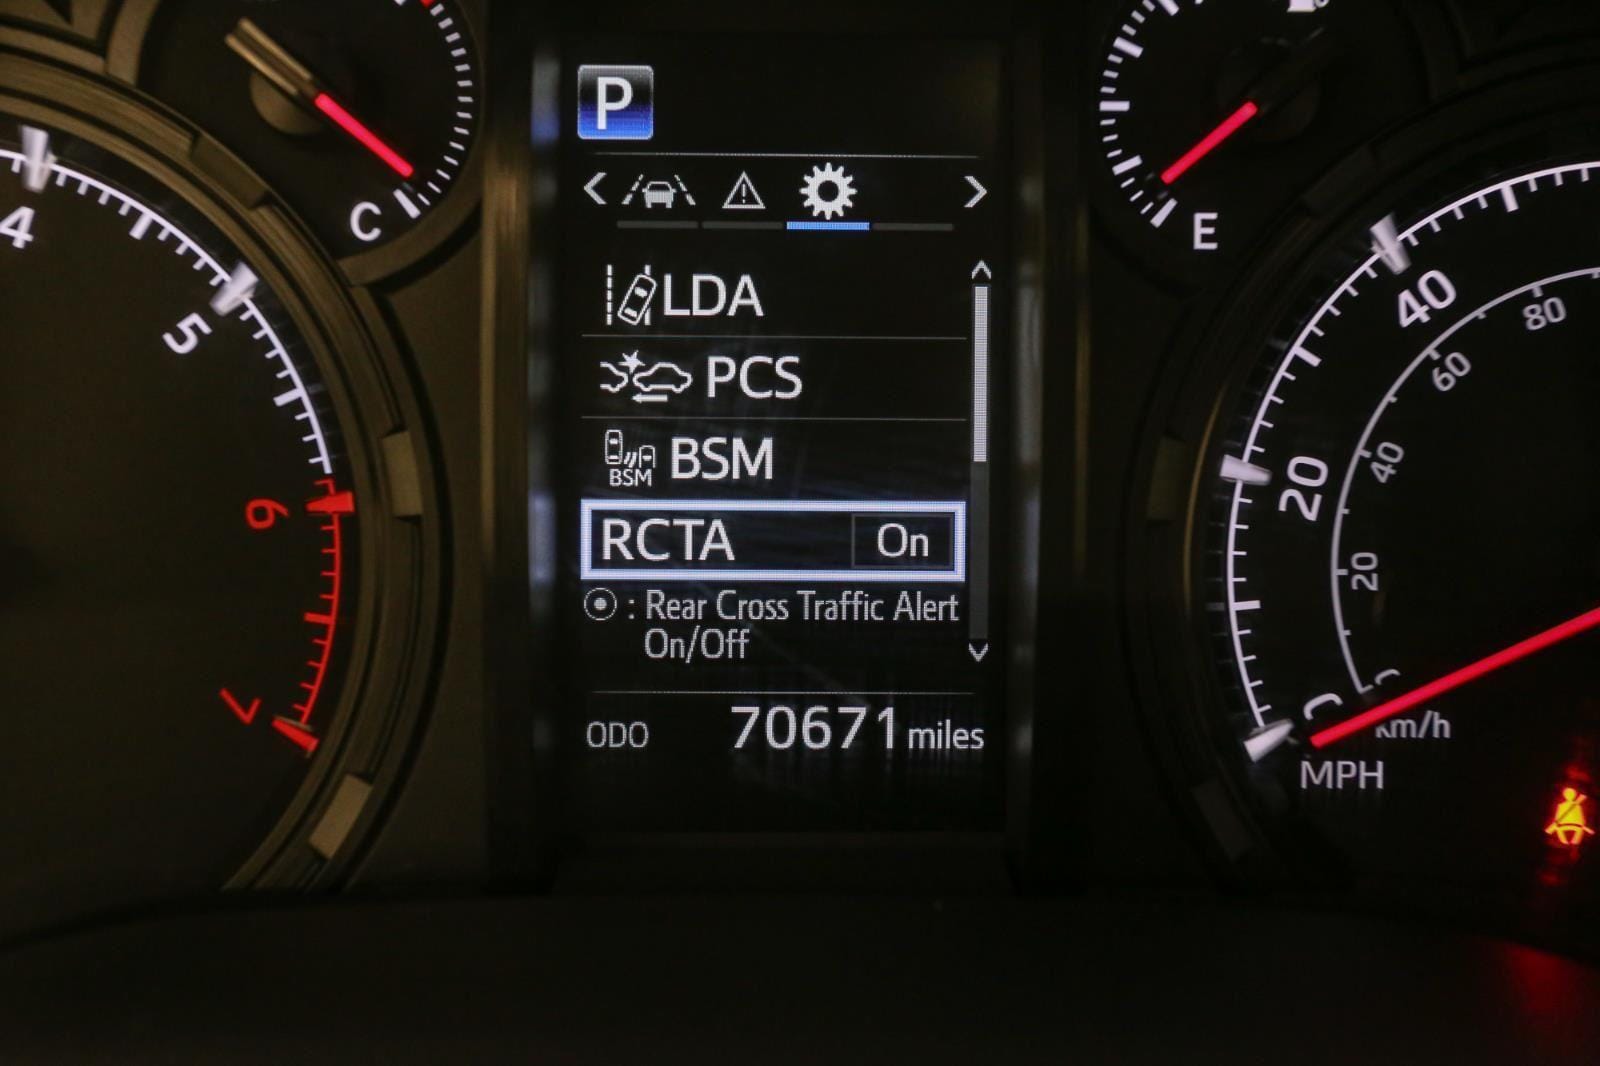 P
C
E
4
5
6
7
LDA
PCS
BSM BSM
RCTA On
: Rear Cross Traffic Alert
On/Off
ODO 70671 miles
40
20
0
80
60
40
20
0
km/h
MPH